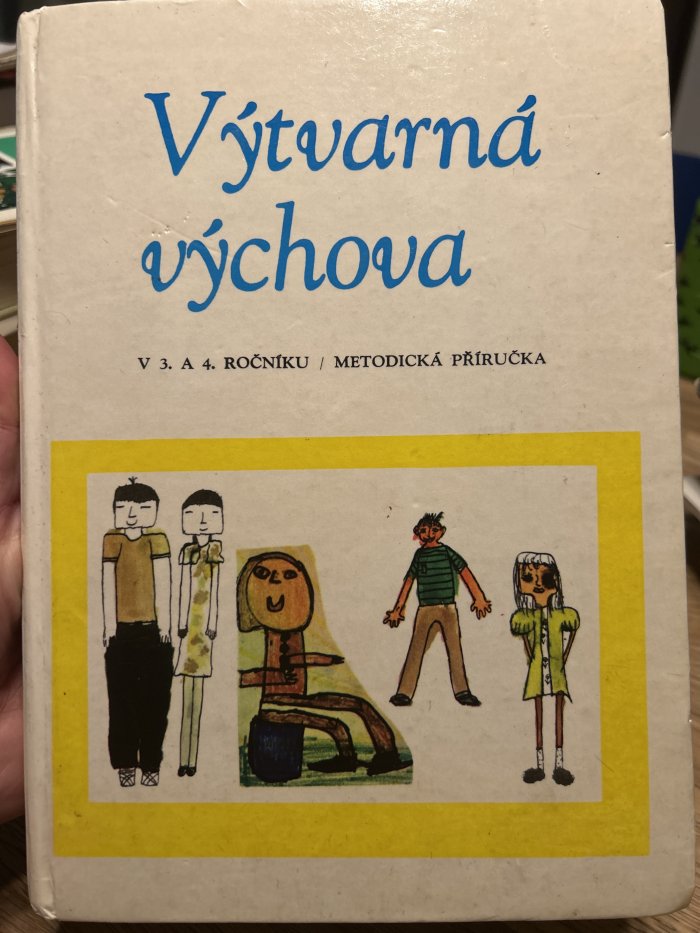 Výtvarná
výchova
V 3. A 4. ROČNÍKU / METODICKÁ PŘÍRUČKA